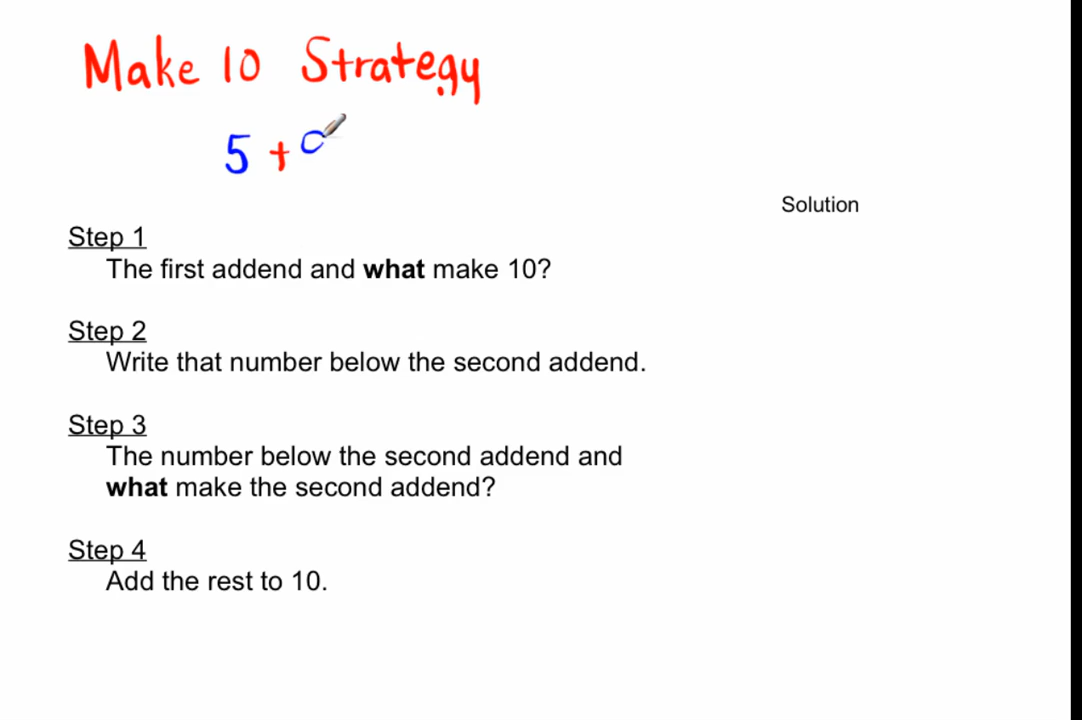 Make 10 Strategy
5 +
Solution
Step 1
The first addend and what make 10?
Step 2
Write that number below the second addend.
Step 3
The number below the second addend and
what make the second addend?
Step 4
Add the rest to 10.